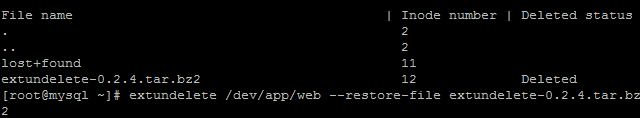 File name | Inode number | Deleted status
. 2
.. 2
lost+found 11
extundelete-0.2.4.tar.bz2 12 Deleted
[root@mysql ~]# extundelete /dev/app/web --restore-file extundelete-0.2.4.tar.bz
2